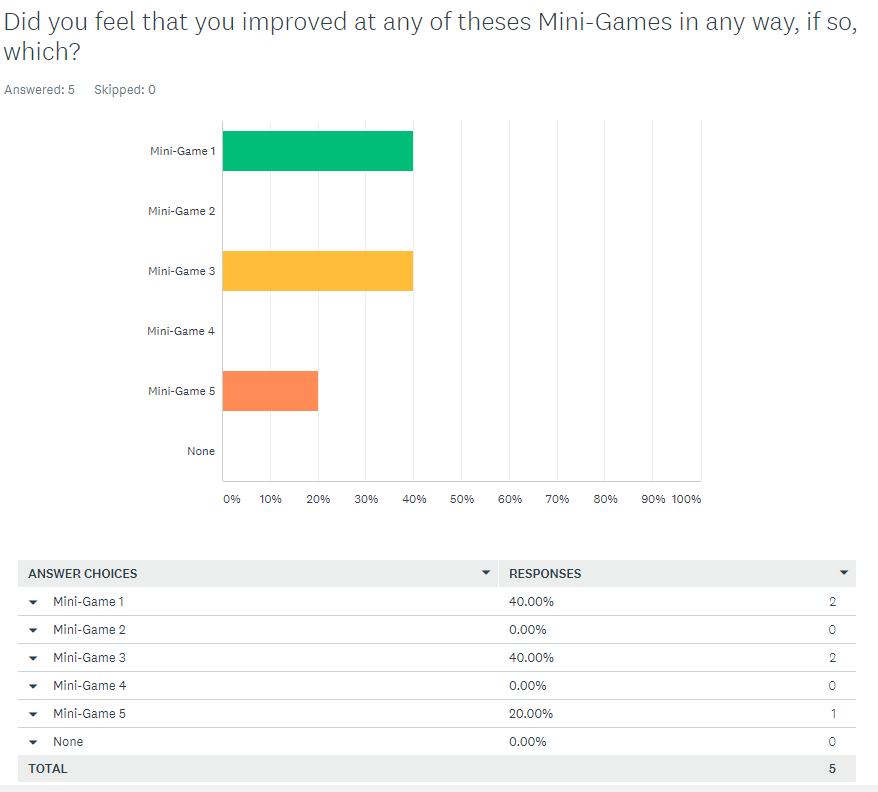 Did you feel that you improved at any of theses Mini-Games in any way, if so,
which?
Answered: 5 Skipped: 0
Mini-Game 1
Mini-Game 2
Mini-Game 3
Mini-Game 4
Mini-Game 5
None
0% 10% 20% 30% 40% 50% 60% 70% 80% 90% 100%
ANSWER CHOICES RESPONSES
Mini-Game 1 40.00% 2
Mini-Game 2 0.00% 0
Mini-Game 3 40.00% 2
Mini-Game 4 0.00% 0
Mini-Game 5 20.00% 1
None 0.00% 0
TOTAL 5